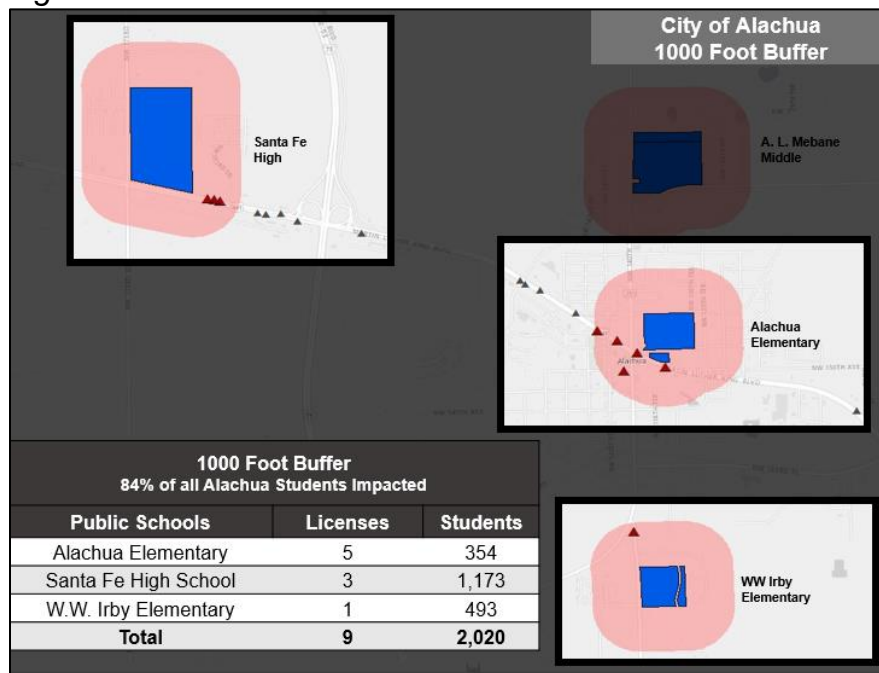 City of Alachua
1000 Foot Buffer
Santa Fe
High
A. L. Mebane
Middle
Alachua
Elementary
Alachua
WW Irby
Elementary
1000 Foot Buffer
84% of all Alachua Students Impacted
Public Schools Licenses Students
Alachua Elementary 5 354
Santa Fe High School 3 1,173
W.W. Irby Elementary 1 493
Total 9 2,020